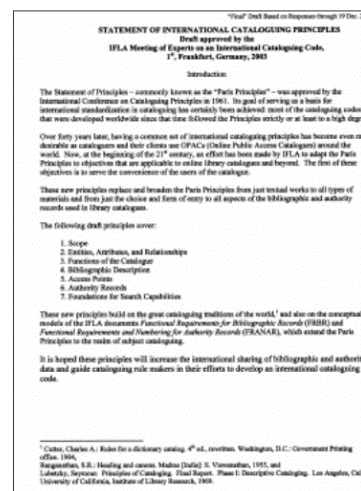 "Final" Draft Based on Responses through 19 Dec. 2
STATEMENT OF INTERNATIONAL CATALOGUING PRINCIPLES
Draft approved by the
IFLA Meeting of Experts on an International Cataloguing Code,
1st, Frankfurt, Germany, 2003
Introduction
The Statement of Principles – commonly known as the "Paris Principles" – was approved by the
International Conference on Cataloguing Principles in 1961. Its goal of serving as a basis for
international standardization in cataloguing has certainly been achieved: most of the cataloguing codes
that were developed worldwide since that time followed the Principles strictly or at least to a high degr
Over forty years later, having a common set of international cataloguing principles has become even m
desirable as cataloguers and their clients use OPACs (Online Public Access Catalogues) around the
world. Now, at the beginning of the 21st century, an effort has been made by IFLA to adapt the Paris
Principles to objectives that are applicable to online library catalogues and beyond. The first of these
objectives is to serve the convenience of the users of the catalogue.
These new principles replace and broaden the Paris Principles from just textual works to all types of
materials and from just the choice and form of entry to all aspects of the bibliographic and authority
records used in library catalogues.
The following draft principles cover:
1. Scope
2. Entities, Attributes, and Relationships
3. Functions of the Catalogue
4. Bibliographic Description
5. Access Points
6. Authority Records
7. Foundations for Search Capabilities
These new principles build on the great cataloguing traditions of the world,1 and also on the conceptual
models of the IFLA documents Functional Requirements for Bibliographic Records (FRBR) and
Functional Requirements and Numbering for Authority Records (FRANAR), which extend the Paris
Principles to the realm of subject cataloguing.
It is hoped these principles will increase the international sharing of bibliographic and authorit
data and guide cataloguing rule makers in their efforts to develop an international cataloguing
code.
1 Cutter, Charles A.: Rules for a dictionary catalog. 4th ed., rewritten. Washington, D.C.: Government Printing
office. 1904,
Ranganathan, S.R.: Heading and canons. Madras [India]: S. Viswanathan, 1955, and
Lubetzky, Seymour. Principles of Cataloging. Final Report. Phase I: Descriptive Cataloging. Los Angeles, Cal
University of California, Institute of Library Research, 1969.